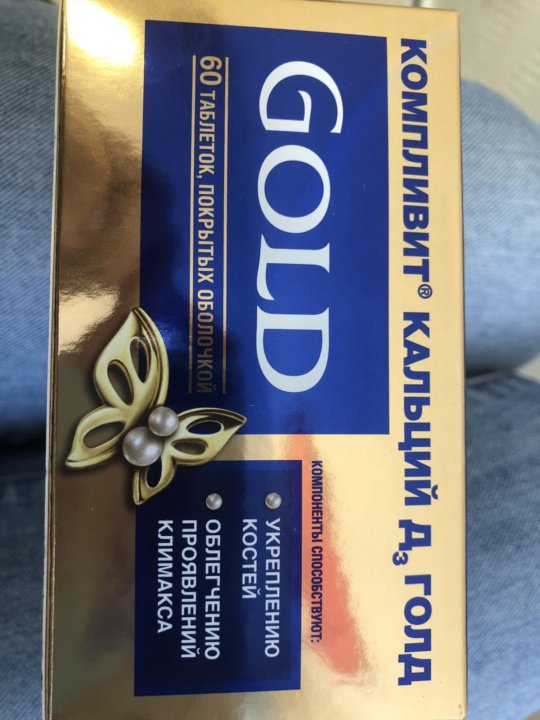 КОМПЛИВИТ® КАЛЬЦИЙ Д₃ ГОЛД
GOLD
60 ТАБЛЕТОК, ПОКРЫТЫХ ОБОЛОЧКОЙ
КОМПОНЕНТЫ СПОСОБСТВУЮТ:
УКРЕПЛЕНИЮ
КОСТЕЙ
ОБЛЕГЧЕНИЮ
ПРОЯВЛЕНИЙ
КЛИМАКСА